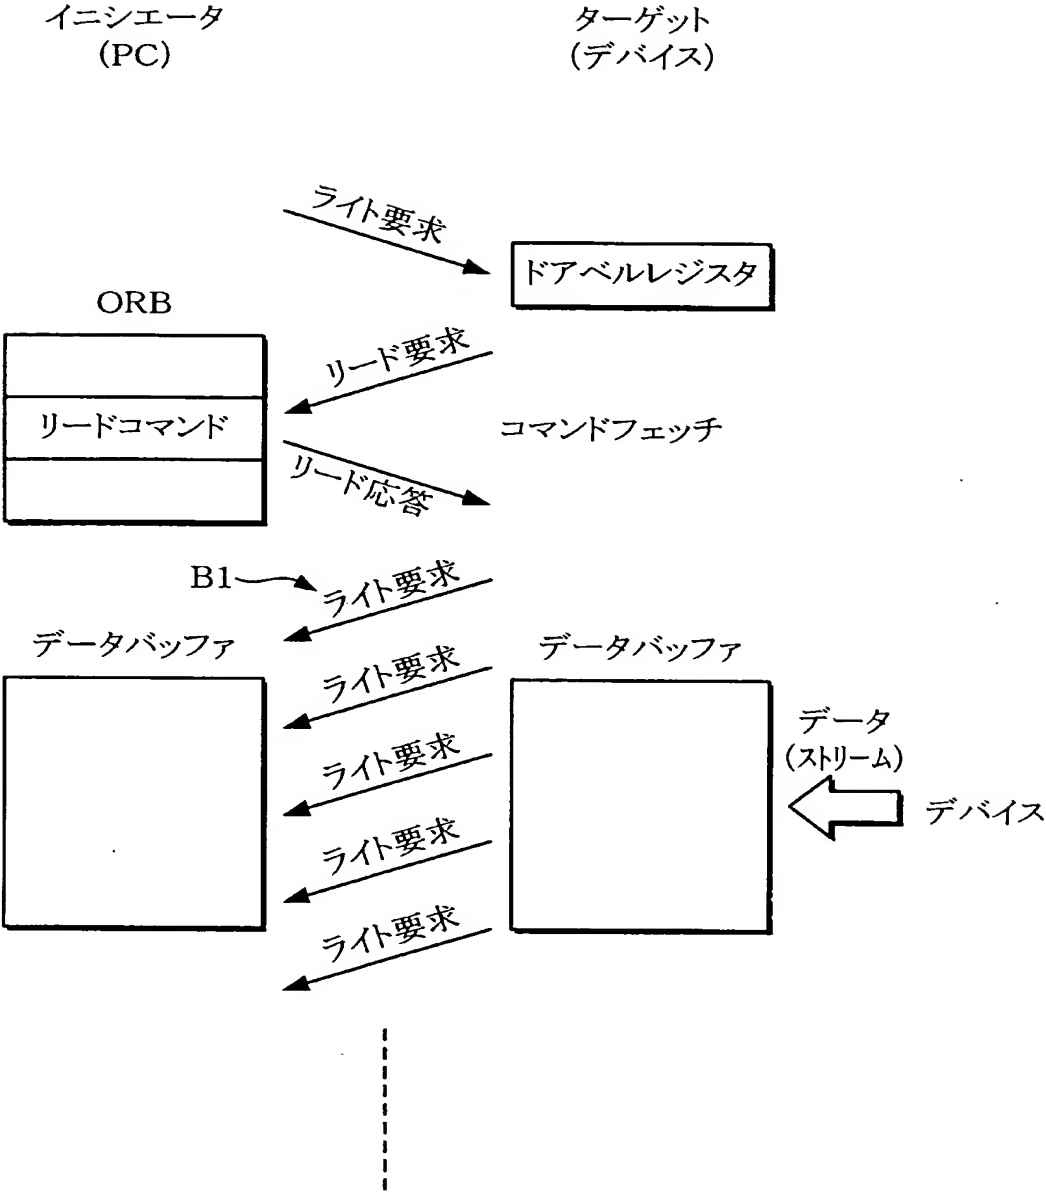 イニシエータ
(PC)
ターゲット
(デバイス)
ライト要求
ドアベルレジスタ
ORB
リード要求
リードコマンド
コマンドフェッチ
リード応答
B1
ライト要求
データバッファ
データバッファ
ライト要求
データ
(ストリーム)
ライト要求
デバイス
ライト要求
ライト要求